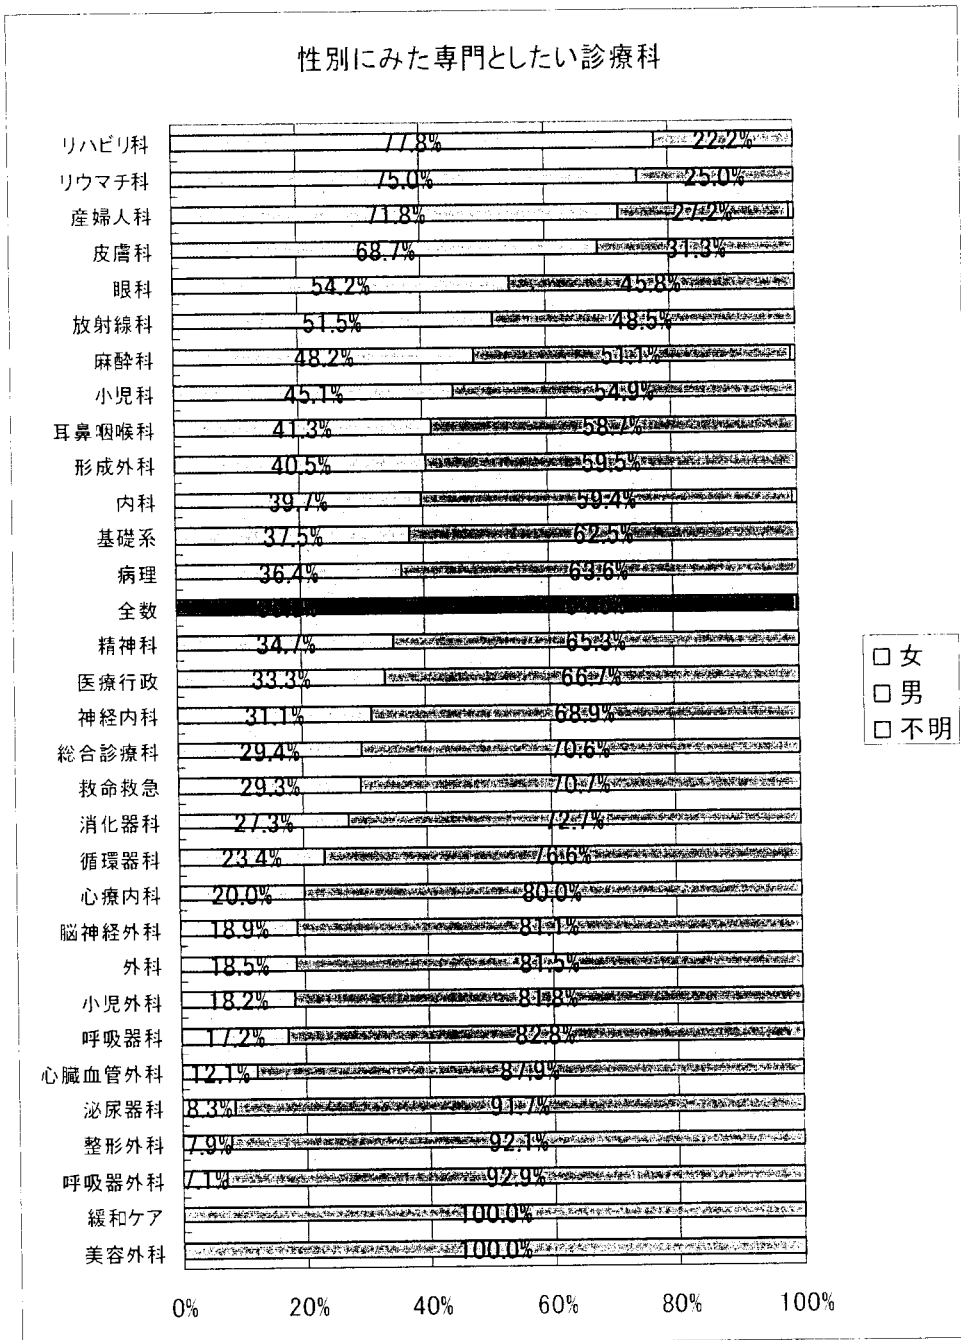 性別にみた専門としたい診療科
リハビリ科 77.8% 22.2%
リウマチ科 75.0% 25.0%
産婦人科 71.8% 27.2%
皮膚科 68.7% 31.3%
眼科 54.2% 45.8%
放射線科 51.5% 48.5%
麻酔科 48.2% 51.1%
小児科 45.1% 54.9%
耳鼻咽喉科 41.3% 58.7%
形成外科 40.5% 59.5%
内科 39.7% 59.4%
基礎系 37.5% 62.5%
病理 36.4% 63.6%
全数
精神科 34.7% 65.3%
医療行政 33.3% 66.7%
神経内科 31.1% 68.9%
総合診療科 29.4% 70.6%
救命救急 29.3% 70.7%
消化器科 27.3% 72.7%
循環器科 23.4% 76.6%
心療内科 20.0% 80.0%
脳神経外科 18.9% 81.1%
外科 18.5% 81.5%
小児外科 18.2% 81.8%
呼吸器科 17.2% 82.8%
心臓血管外科 12.1% 87.9%
泌尿器科 8.3% 91.7%
整形外科 7.9% 92.1%
呼吸器外科 7.1% 92.9%
緩和ケア 100.0%
美容外科 100.0%
0% 20% 40% 60% 80% 100%
女
男
不明